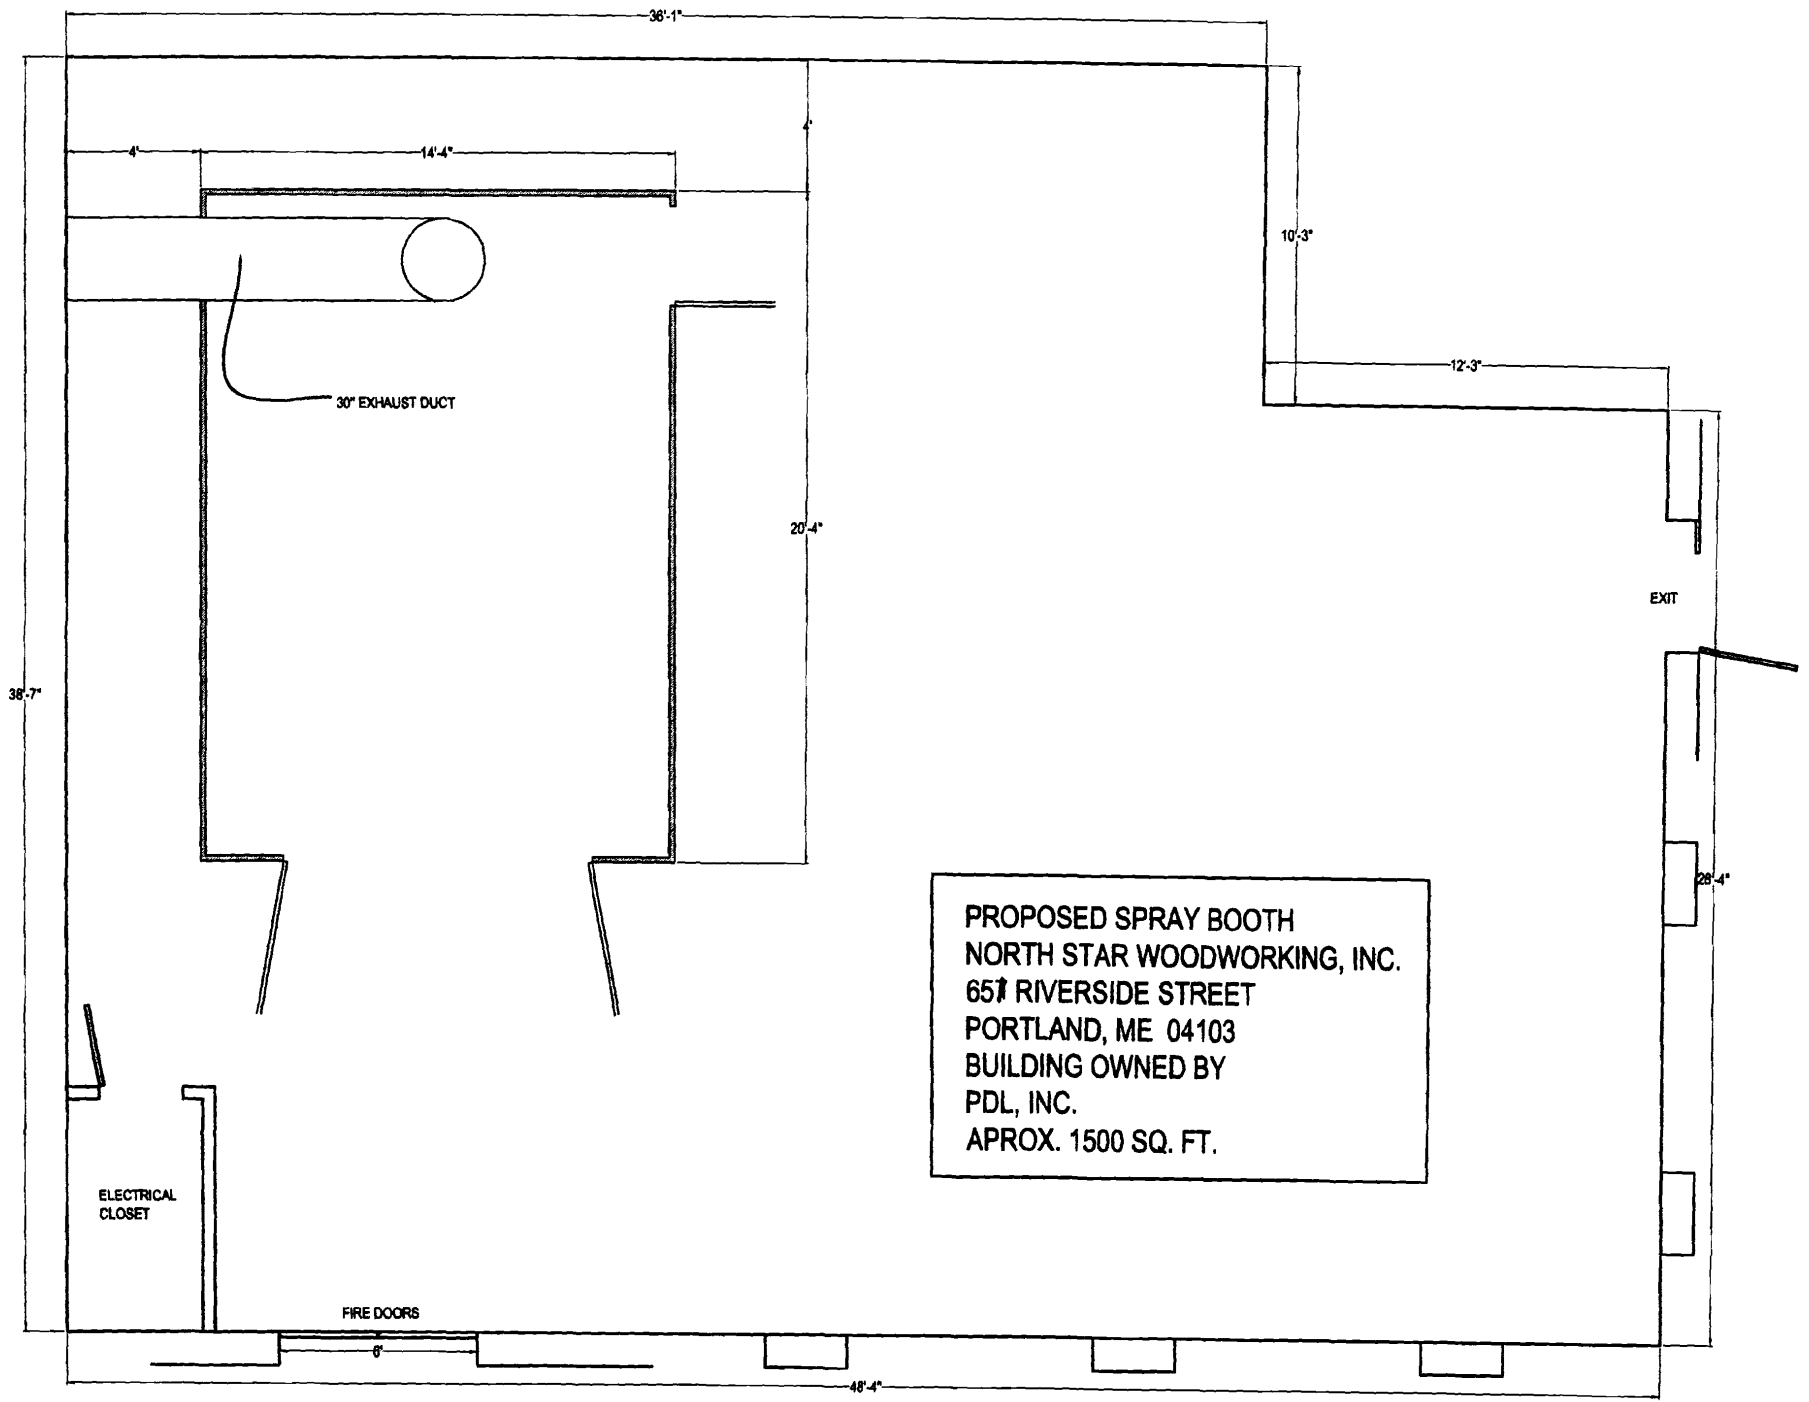 36'-1"
4'
4'
14'-4"
10'-3"
12'-3"
30" EXHAUST DUCT
20'-4"
EXIT
38'-7"
28'-4"
PROPOSED SPRAY BOOTH
NORTH STAR WOODWORKING, INC.
657 RIVERSIDE STREET
PORTLAND, ME 04103
BUILDING OWNED BY
PDL, INC.
APROX. 1500 SQ. FT.
ELECTRICAL
CLOSET
FIRE DOORS
6'
48'-4"